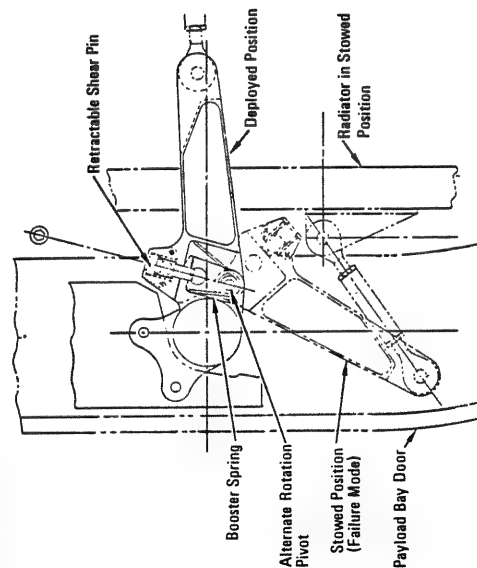 Retractable Shear Pin
Deployed Position
Radiator in Stowed
Position
Booster Spring
Alternate Rotation
Pivot
Stowed Position
(Failure Mode)
Payload Bay Door